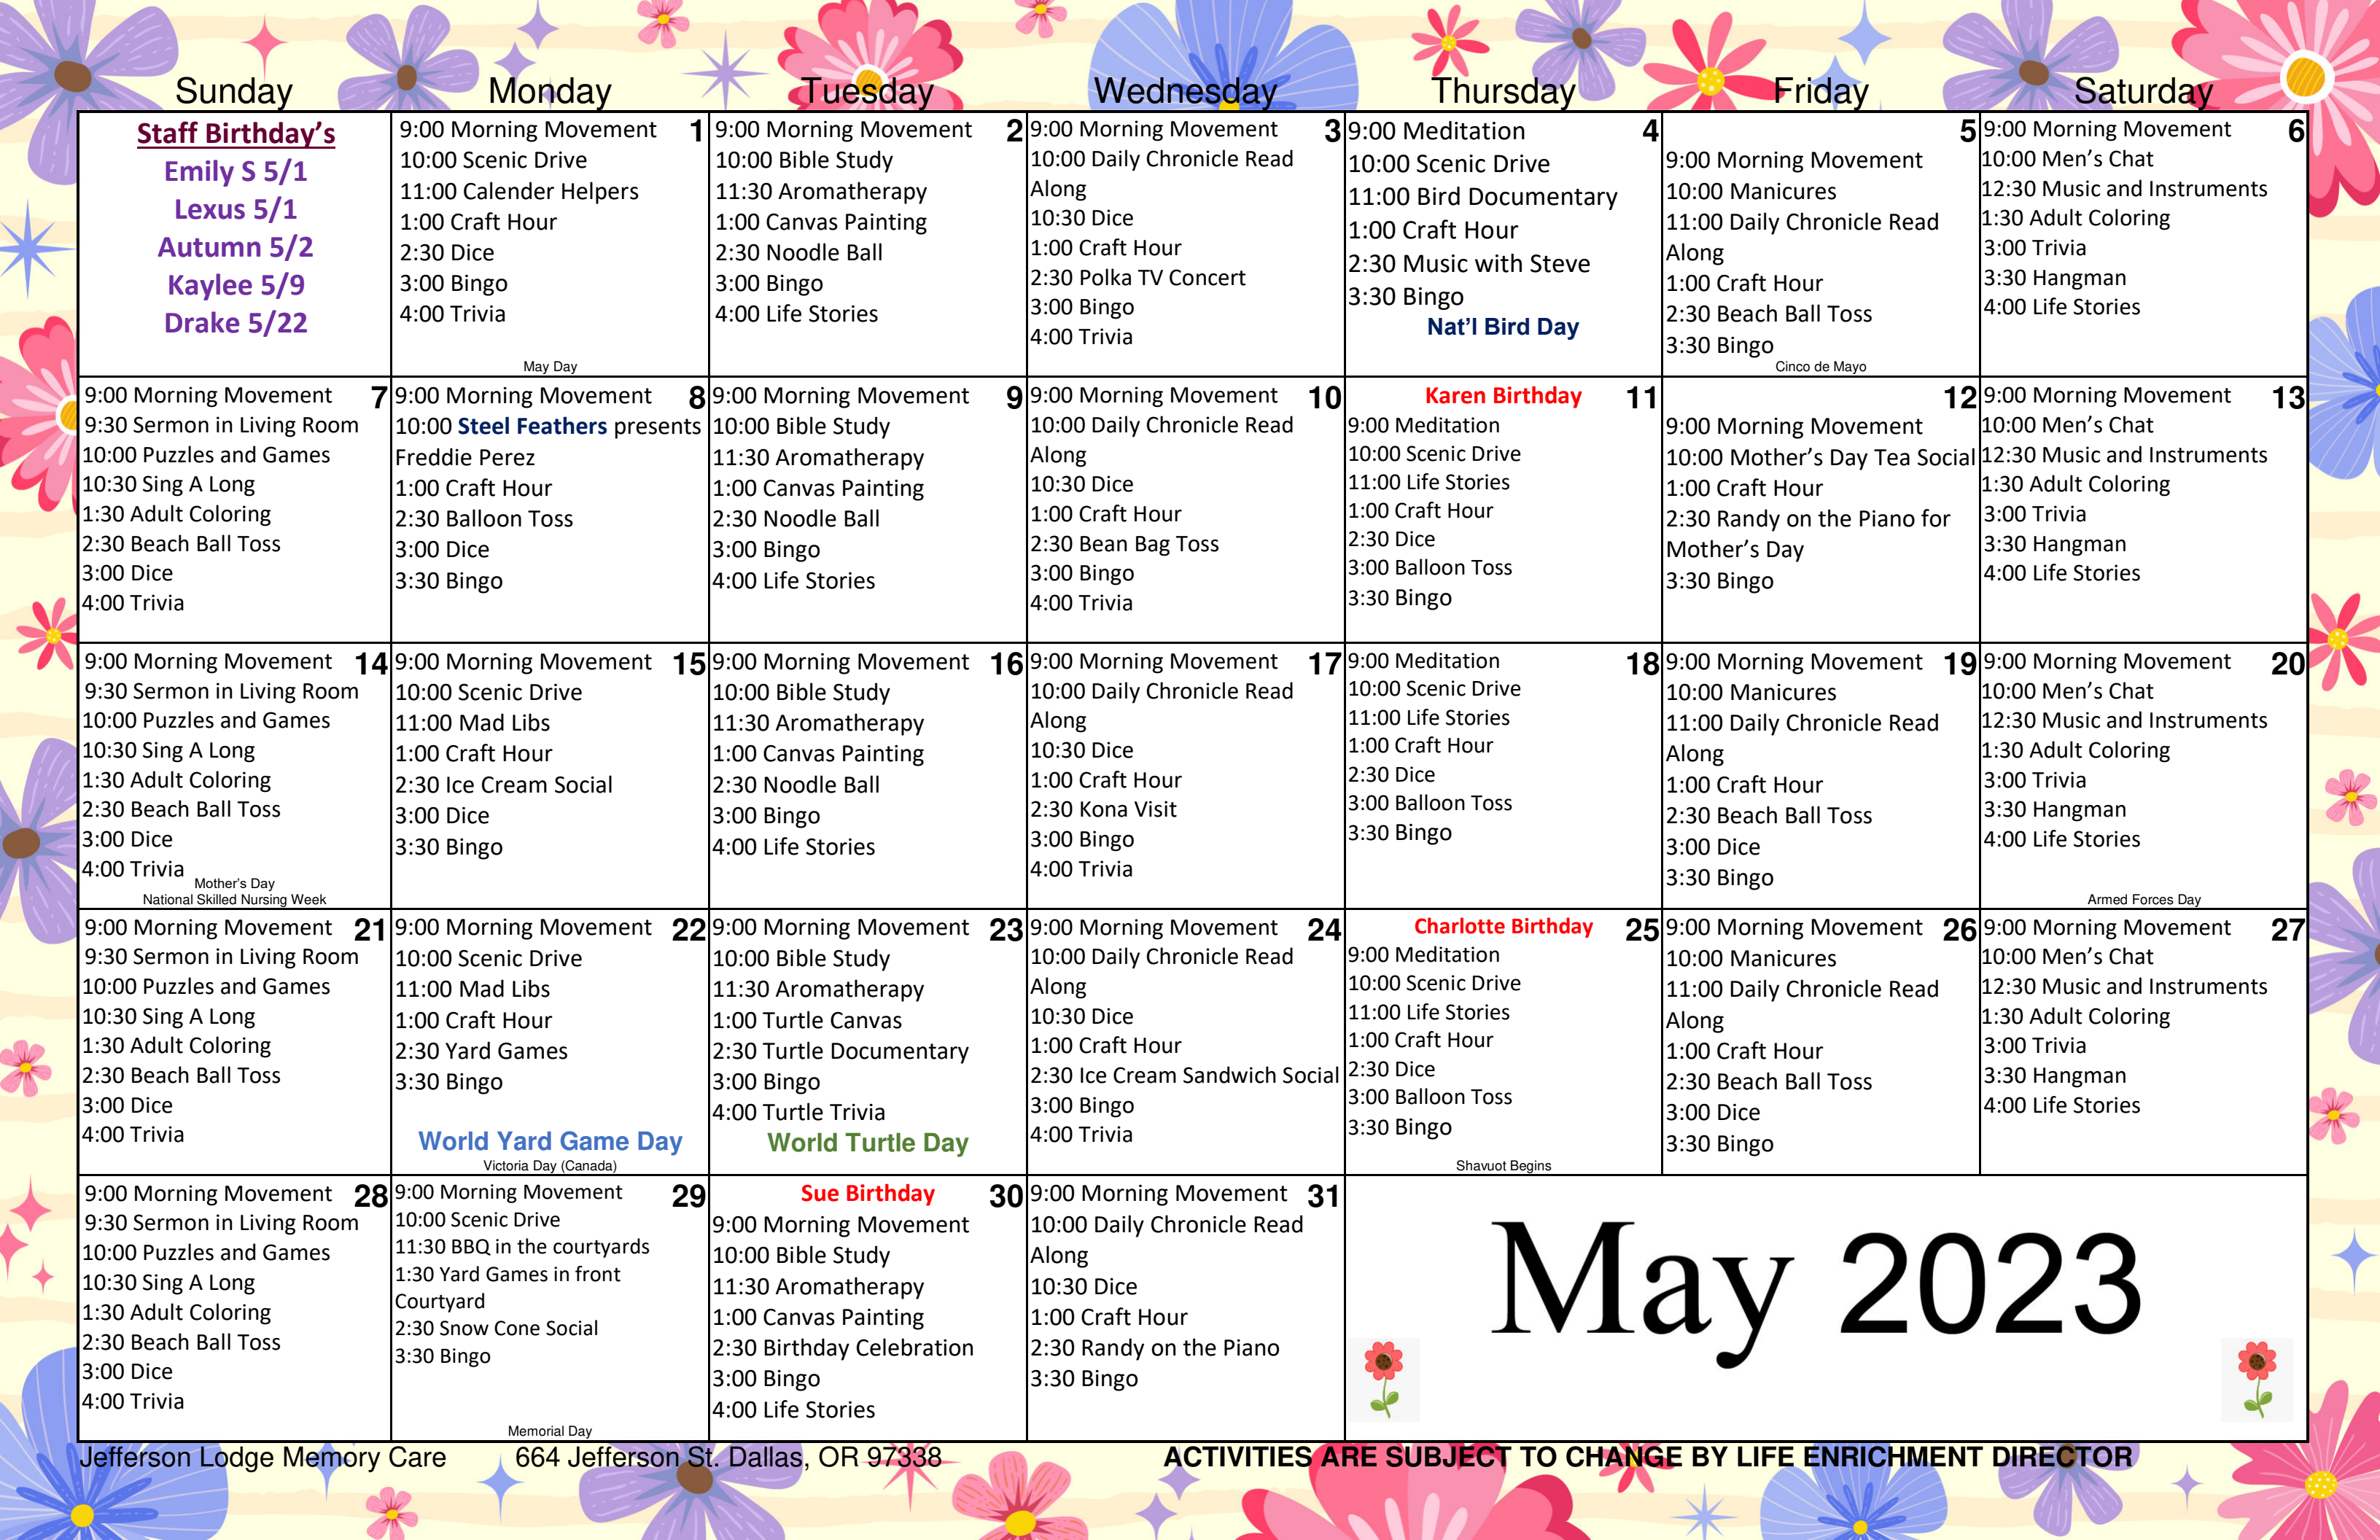 Sunday Monday Tuesday Wednesday Thursday Friday Saturday
Staff Birthday’s
Emily S 5/1
Lexus 5/1
Autumn 5/2
Kaylee 5/9
Drake 5/22
1
9:00 Morning Movement
10:00 Scenic Drive
11:00 Calender Helpers
1:00 Craft Hour
2:30 Dice
3:00 Bingo
4:00 Trivia
May Day
2
9:00 Morning Movement
10:00 Bible Study
11:30 Aromatherapy
1:00 Canvas Painting
2:30 Noodle Ball
3:00 Bingo
4:00 Life Stories
3
9:00 Morning Movement
10:00 Daily Chronicle Read
Along
10:30 Dice
1:00 Craft Hour
2:30 Polka TV Concert
3:00 Bingo
4:00 Trivia
4
9:00 Meditation
10:00 Scenic Drive
11:00 Bird Documentary
1:00 Craft Hour
2:30 Music with Steve
3:30 Bingo
Nat’l Bird Day
5
9:00 Morning Movement
10:00 Manicures
11:00 Daily Chronicle Read
Along
1:00 Craft Hour
2:30 Beach Ball Toss
3:30 Bingo
Cinco de Mayo
6
9:00 Morning Movement
10:00 Men’s Chat
12:30 Music and Instruments
1:30 Adult Coloring
3:00 Trivia
3:30 Hangman
4:00 Life Stories
7
9:00 Morning Movement
9:30 Sermon in Living Room
10:00 Puzzles and Games
10:30 Sing A Long
1:30 Adult Coloring
2:30 Beach Ball Toss
3:00 Dice
4:00 Trivia
8
9:00 Morning Movement
10:00 Steel Feathers presents
Freddie Perez
1:00 Craft Hour
2:30 Balloon Toss
3:00 Dice
3:30 Bingo
9
9:00 Morning Movement
10:00 Bible Study
11:30 Aromatherapy
1:00 Canvas Painting
2:30 Noodle Ball
3:00 Bingo
4:00 Life Stories
10
9:00 Morning Movement
10:00 Daily Chronicle Read
Along
10:30 Dice
1:00 Craft Hour
2:30 Bean Bag Toss
3:00 Bingo
4:00 Trivia
Karen Birthday 11
9:00 Meditation
10:00 Scenic Drive
11:00 Life Stories
1:00 Craft Hour
2:30 Dice
3:00 Balloon Toss
3:30 Bingo
12
9:00 Morning Movement
10:00 Mother’s Day Tea Social
1:00 Craft Hour
2:30 Randy on the Piano for
Mother’s Day
3:30 Bingo
13
9:00 Morning Movement
10:00 Men’s Chat
12:30 Music and Instruments
1:30 Adult Coloring
3:00 Trivia
3:30 Hangman
4:00 Life Stories
14
9:00 Morning Movement
9:30 Sermon in Living Room
10:00 Puzzles and Games
10:30 Sing A Long
1:30 Adult Coloring
2:30 Beach Ball Toss
3:00 Dice
4:00 Trivia
Mother’s Day
National Skilled Nursing Week
15
9:00 Morning Movement
10:00 Scenic Drive
11:00 Mad Libs
1:00 Craft Hour
2:30 Ice Cream Social
3:00 Dice
3:30 Bingo
16
9:00 Morning Movement
10:00 Bible Study
11:30 Aromatherapy
1:00 Canvas Painting
2:30 Noodle Ball
3:00 Bingo
4:00 Life Stories
17
9:00 Morning Movement
10:00 Daily Chronicle Read
Along
10:30 Dice
1:00 Craft Hour
2:30 Kona Visit
3:00 Bingo
4:00 Trivia
18
9:00 Meditation
10:00 Scenic Drive
11:00 Life Stories
1:00 Craft Hour
2:30 Dice
3:00 Balloon Toss
3:30 Bingo
19
9:00 Morning Movement
10:00 Manicures
11:00 Daily Chronicle Read
Along
1:00 Craft Hour
2:30 Beach Ball Toss
3:00 Dice
3:30 Bingo
20
9:00 Morning Movement
10:00 Men’s Chat
12:30 Music and Instruments
1:30 Adult Coloring
3:00 Trivia
3:30 Hangman
4:00 Life Stories
Armed Forces Day
21
9:00 Morning Movement
9:30 Sermon in Living Room
10:00 Puzzles and Games
10:30 Sing A Long
1:30 Adult Coloring
2:30 Beach Ball Toss
3:00 Dice
4:00 Trivia
22
9:00 Morning Movement
10:00 Scenic Drive
11:00 Mad Libs
1:00 Craft Hour
2:30 Yard Games
3:30 Bingo
World Yard Game Day
Victoria Day (Canada)
23
9:00 Morning Movement
10:00 Bible Study
11:30 Aromatherapy
1:00 Turtle Canvas
2:30 Turtle Documentary
3:00 Bingo
4:00 Turtle Trivia
World Turtle Day
24
9:00 Morning Movement
10:00 Daily Chronicle Read
Along
10:30 Dice
1:00 Craft Hour
2:30 Ice Cream Sandwich Social
3:00 Bingo
4:00 Trivia
Charlotte Birthday 25
9:00 Meditation
10:00 Scenic Drive
11:00 Life Stories
1:00 Craft Hour
2:30 Dice
3:00 Balloon Toss
3:30 Bingo
Shavuot Begins
26
9:00 Morning Movement
10:00 Manicures
11:00 Daily Chronicle Read
Along
1:00 Craft Hour
2:30 Beach Ball Toss
3:00 Dice
3:30 Bingo
27
9:00 Morning Movement
10:00 Men’s Chat
12:30 Music and Instruments
1:30 Adult Coloring
3:00 Trivia
3:30 Hangman
4:00 Life Stories
28
9:00 Morning Movement
9:30 Sermon in Living Room
10:00 Puzzles and Games
10:30 Sing A Long
1:30 Adult Coloring
2:30 Beach Ball Toss
3:00 Dice
4:00 Trivia
29
9:00 Morning Movement
10:00 Scenic Drive
11:30 BBQ in the courtyards
1:30 Yard Games in front
Courtyard
2:30 Snow Cone Social
3:30 Bingo
Memorial Day
Sue Birthday 30
9:00 Morning Movement
10:00 Bible Study
11:30 Aromatherapy
1:00 Canvas Painting
2:30 Birthday Celebration
3:00 Bingo
4:00 Life Stories
31
9:00 Morning Movement
10:00 Daily Chronicle Read
Along
10:30 Dice
1:00 Craft Hour
2:30 Randy on the Piano
3:30 Bingo
May 2023
Jefferson Lodge Memory Care 664 Jefferson St. Dallas, OR 97338 ACTIVITIES ARE SUBJECT TO CHANGE BY LIFE ENRICHMENT DIRECTOR